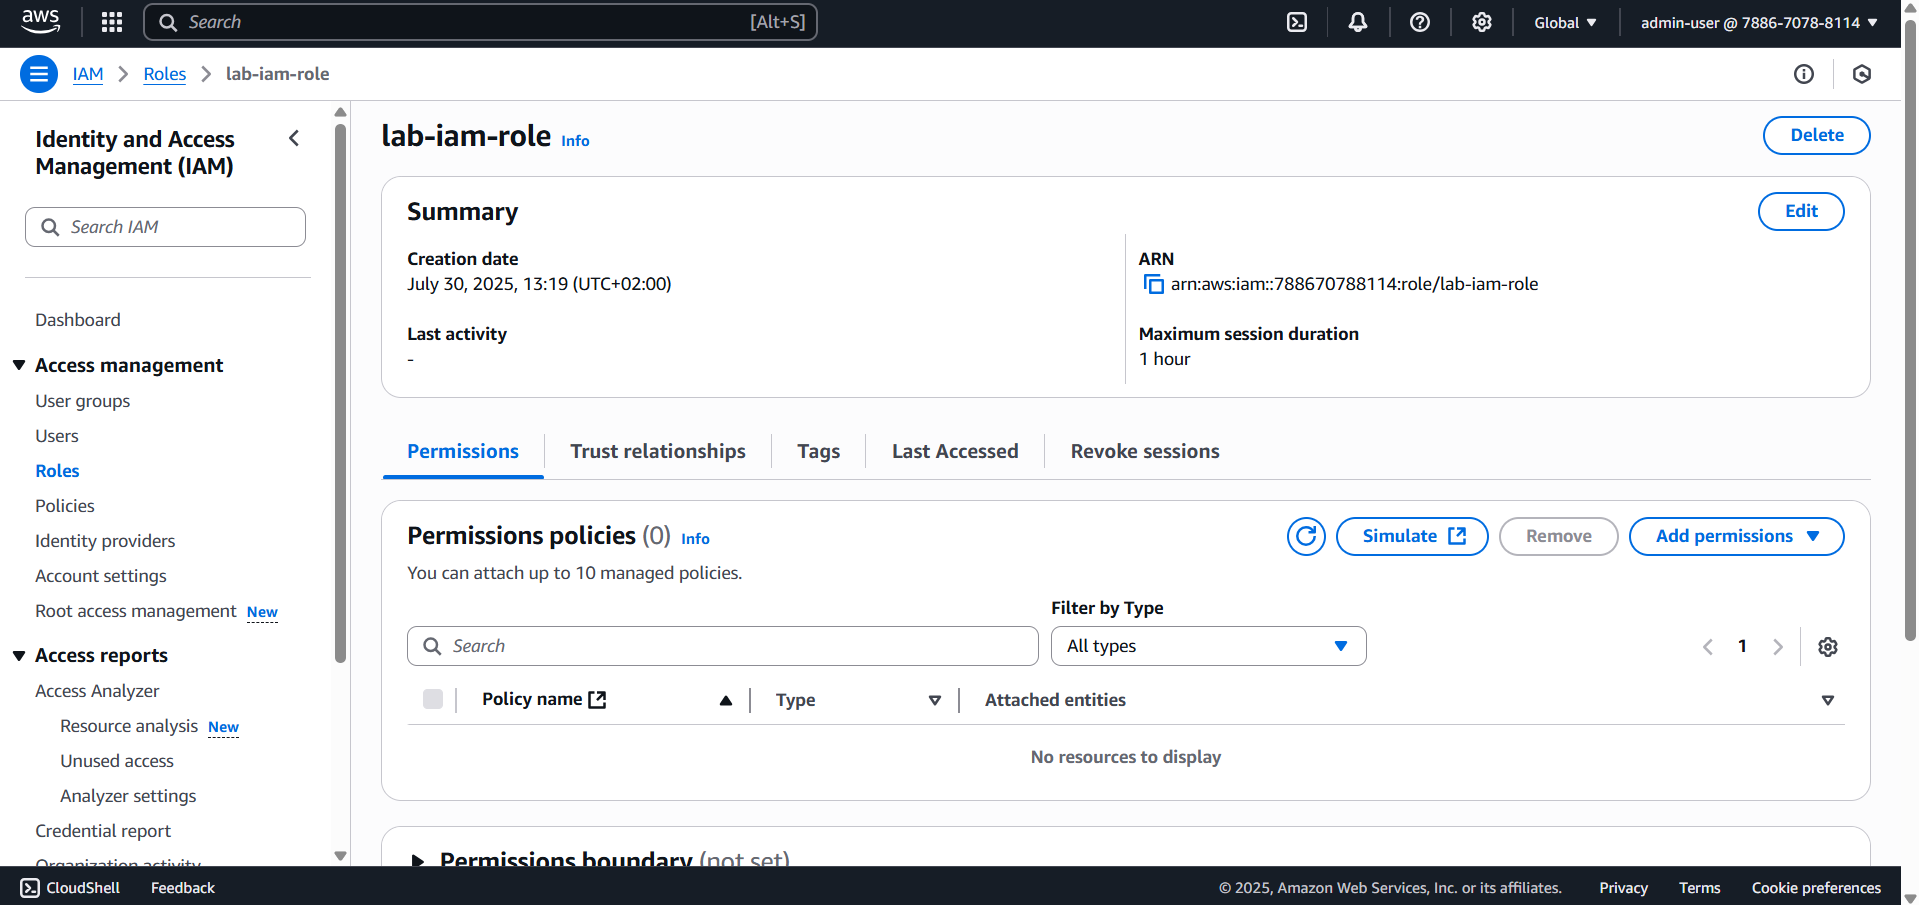 aws
Search [Alt+S]
Global
admin-user @ 7886-7078-8114
IAM > Roles > lab-iam-role
Identity and Access
Management (IAM)
Search IAM
Dashboard
Access management
User groups
Users
Roles
Policies
Identity providers
Account settings
Root access management New
Access reports
Access Analyzer
Resource analysis New
Unused access
Analyzer settings
Credential report
Organization activity
lab-iam-role Info
Delete
Summary
Edit
Creation date
July 30, 2025, 13:19 (UTC+02:00)
Last activity
-
ARN
arn:aws:iam::788670788114:role/lab-iam-role
Maximum session duration
1 hour
Permissions
Trust relationships
Tags
Last Accessed
Revoke sessions
Permissions policies (0) Info
Simulate
Remove
Add permissions
You can attach up to 10 managed policies.
Filter by Type
Search
All types
1
Policy name
Type
Attached entities
No resources to display
Permissions boundary (not set)
CloudShell
Feedback
© 2025, Amazon Web Services, Inc. or its affiliates.
Privacy
Terms
Cookie preferences